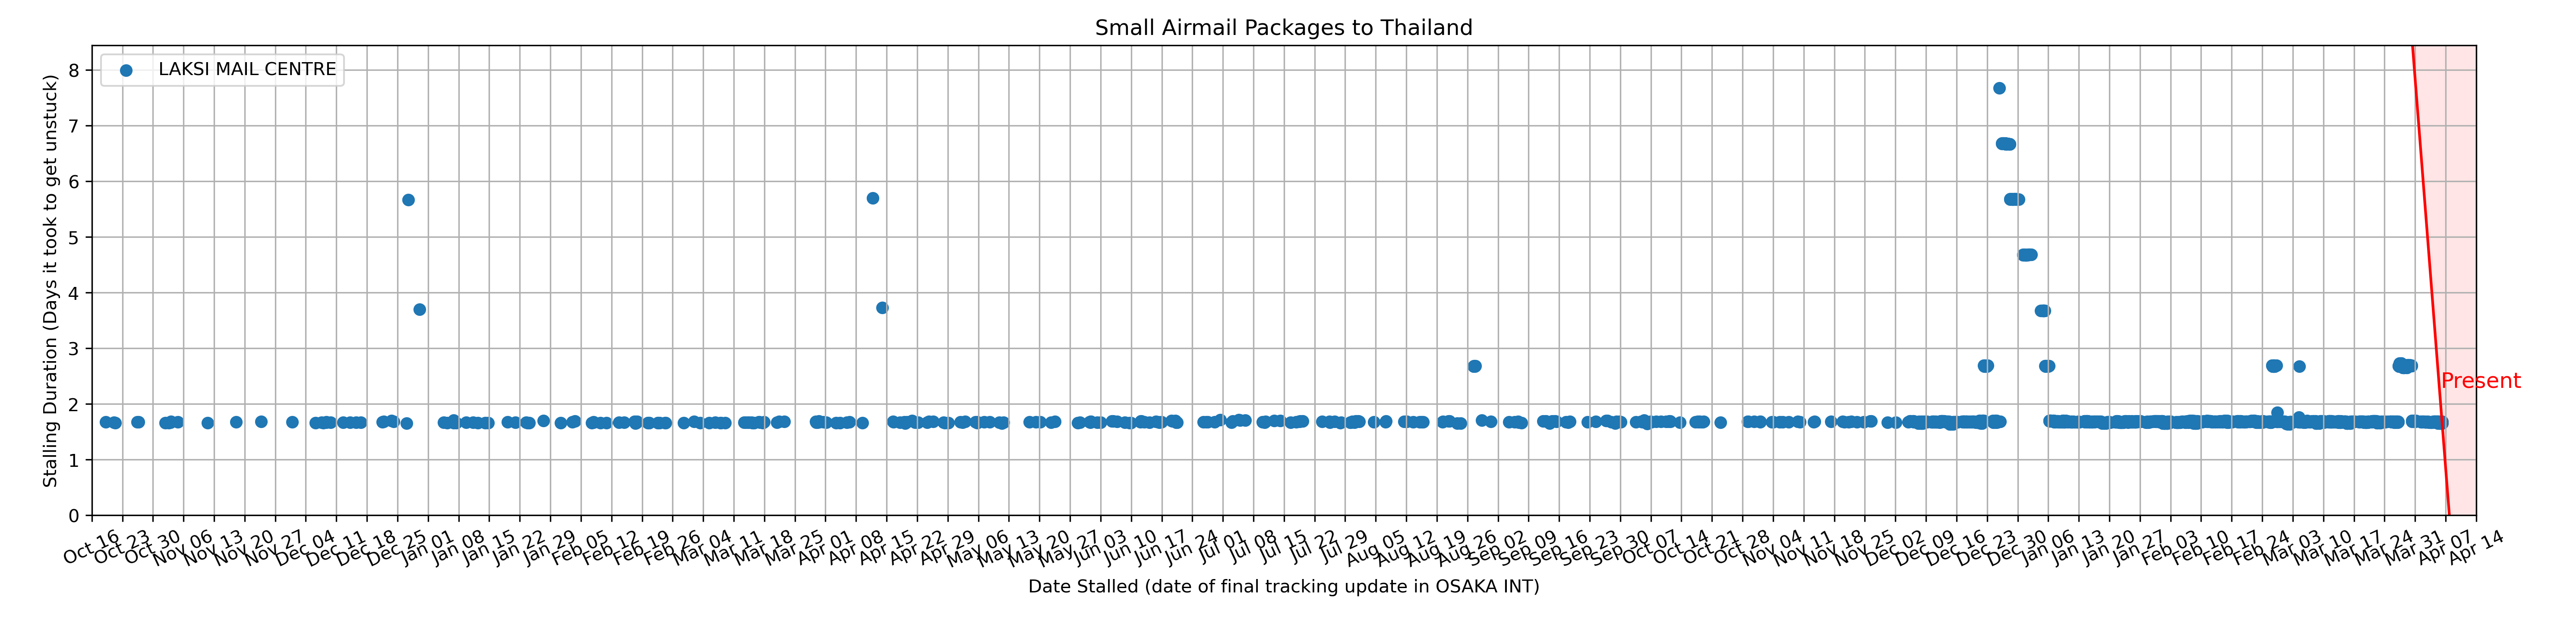 Small Airmail Packages to Thailand
LAKSI MAIL CENTRE
Stalling Duration (Days it took to get unstuck)
8
7
6
5
4
3
2
1
0
Present
Oct 16 Oct 23 Oct 30 Nov 06 Nov 13 Nov 20 Nov 27 Dec 04 Dec 11 Dec 18 Dec 25 Jan 01 Jan 08 Jan 15 Jan 22 Jan 29 Feb 05 Feb 12 Feb 19 Feb 26 Mar 04 Mar 11 Mar 18 Mar 25 Apr 01 Apr 08 Apr 15 Apr 22 Apr 29 May 06 May 13 May 20 May 27 Jun 03 Jun 10 Jun 17 Jun 24 Jul 01 Jul 08 Jul 15 Jul 22 Jul 29 Aug 05 Aug 12 Aug 19 Aug 26 Sep 02 Sep 09 Sep 16 Sep 23 Sep 30 Oct 07 Oct 14 Oct 21 Oct 28 Nov 04 Nov 11 Nov 18 Nov 25 Dec 02 Dec 09 Dec 16 Dec 23 Dec 30 Jan 06 Jan 13 Jan 20 Jan 27 Feb 03 Feb 10 Feb 17 Feb 24 Mar 03 Mar 10 Mar 17 Mar 24 Mar 31 Apr 07 Apr 14
Date Stalled (date of final tracking update in OSAKA INT)